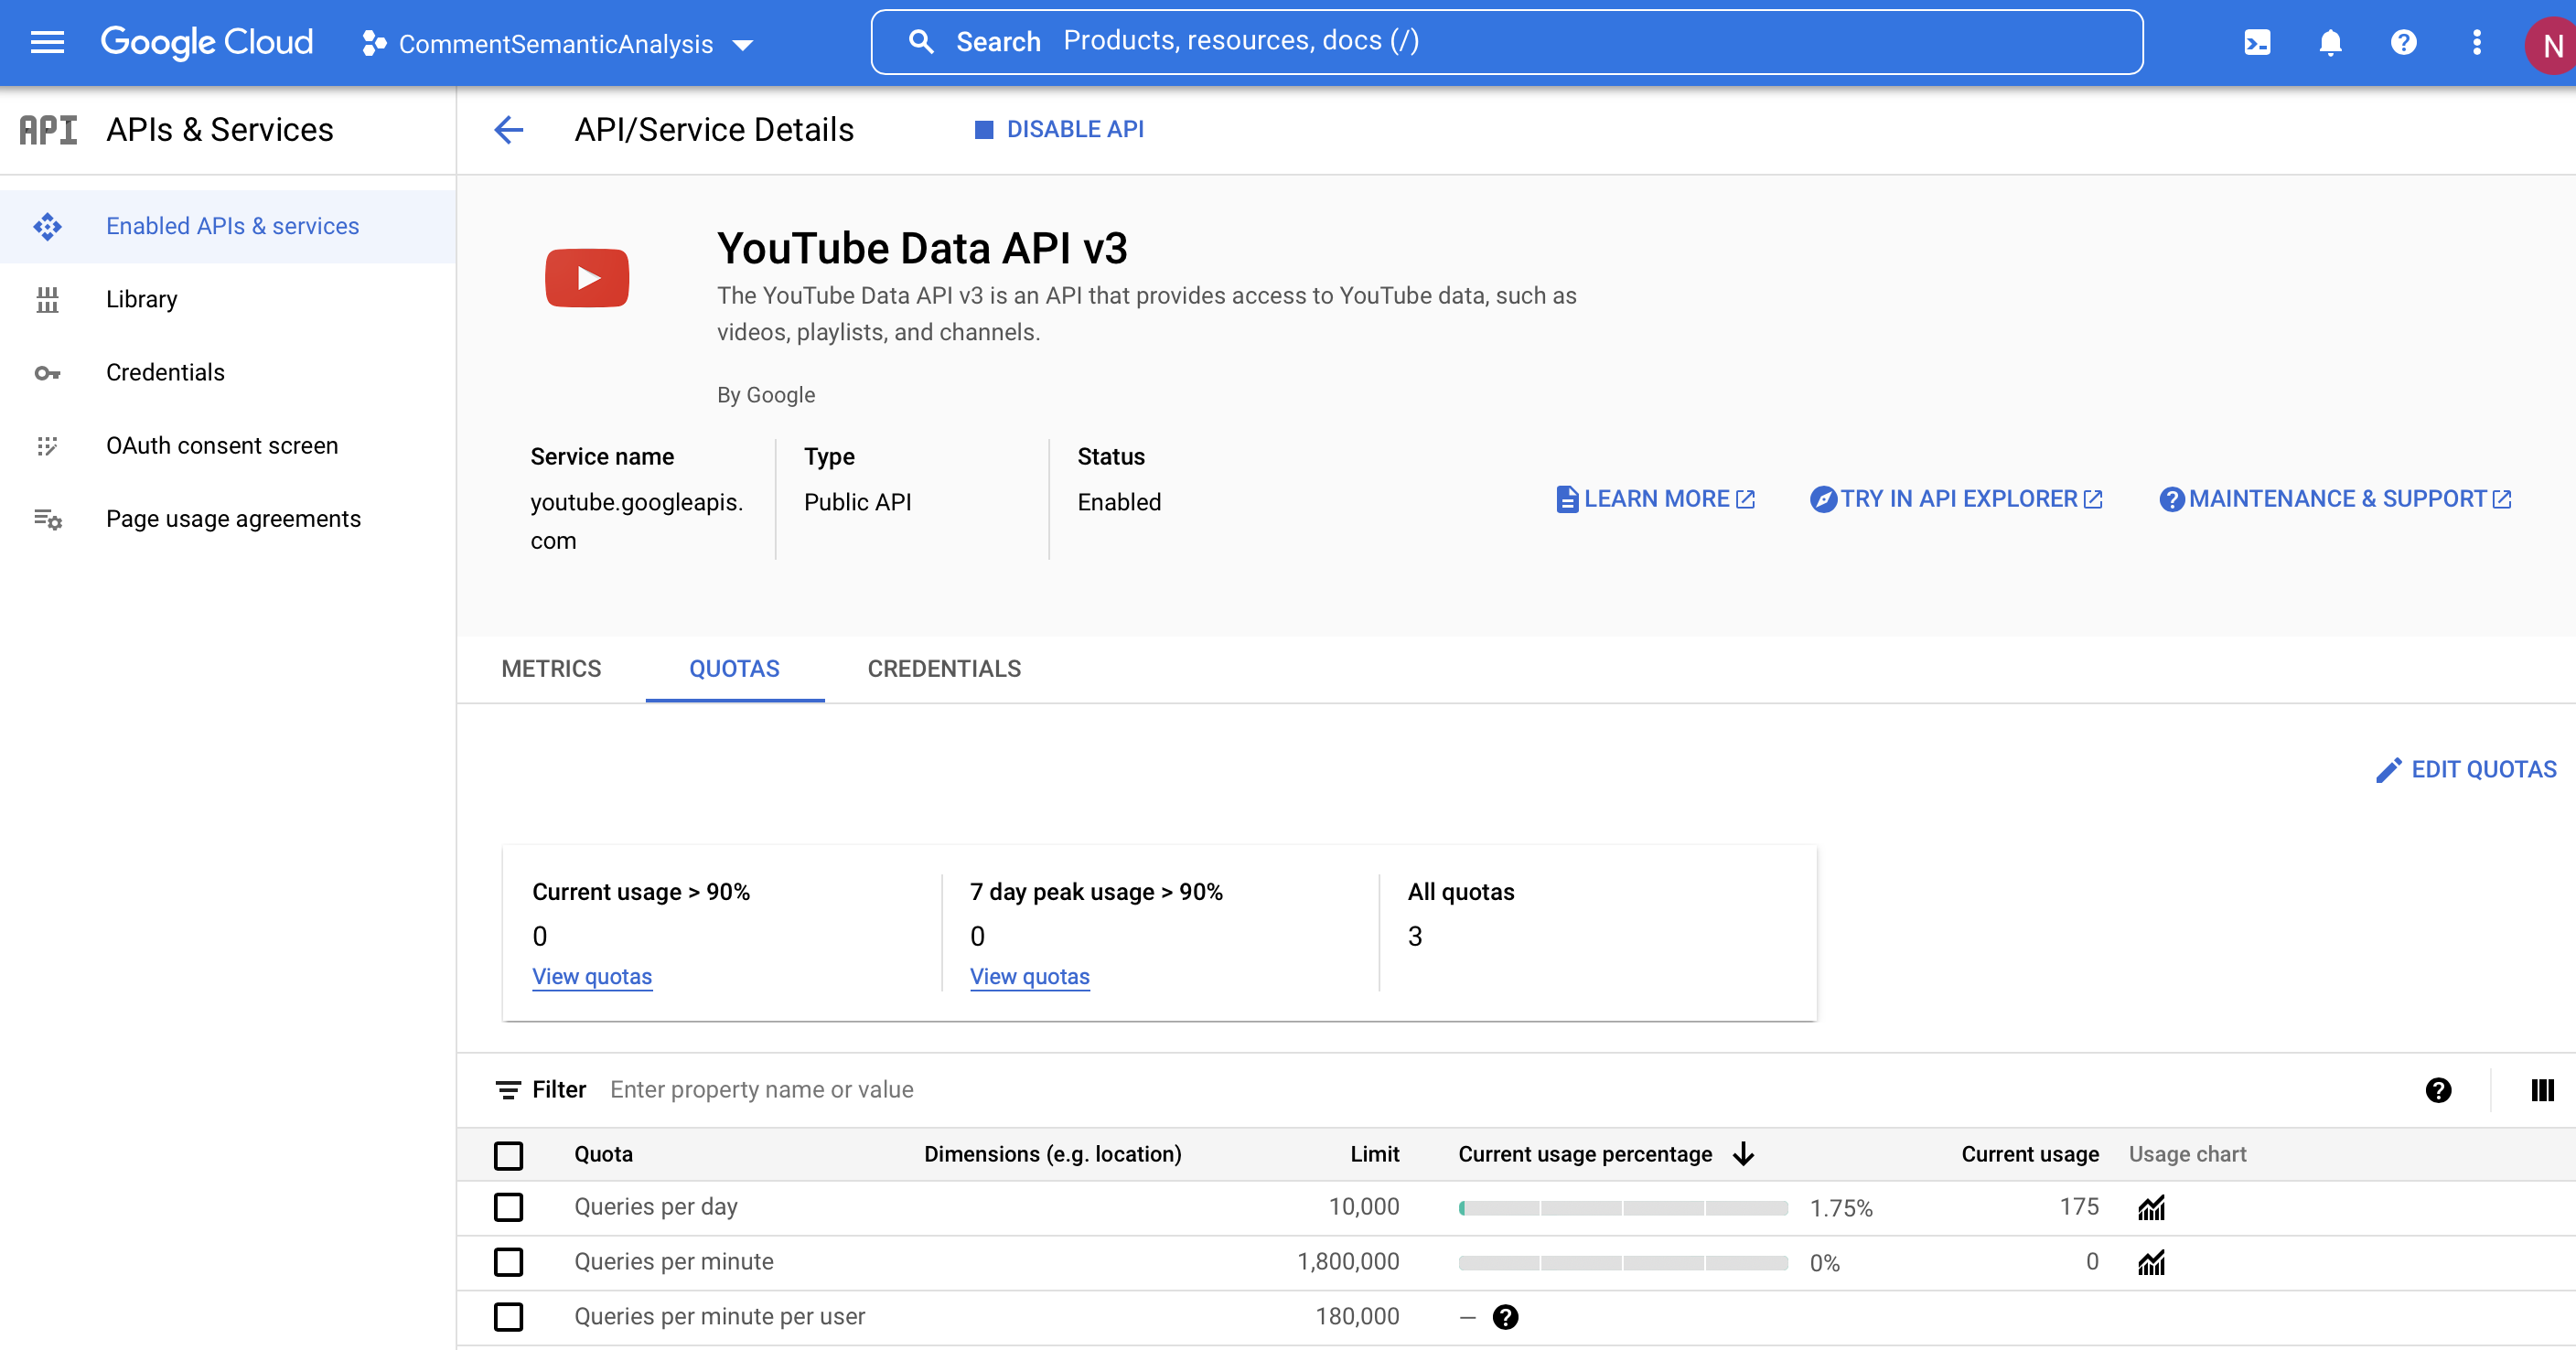 Google Cloud
CommentSemanticAnalysis
Search Products, resources, docs (/)
N
API APIs & Services
API/Service Details
DISABLE API
Enabled APIs & services
Library
Credentials
OAuth consent screen
Page usage agreements
YouTube Data API v3
The YouTube Data API v3 is an API that provides access to YouTube data, such as
videos, playlists, and channels.
By Google
Service name
youtube.googleapis.
com
Type
Public API
Status
Enabled
LEARN MORE
TRY IN API EXPLORER
MAINTENANCE & SUPPORT
METRICS QUOTAS CREDENTIALS
EDIT QUOTAS
Current usage > 90%
0
View quotas
7 day peak usage > 90%
0
View quotas
All quotas
3
Filter Enter property name or value
Quota Dimensions (e.g. location) Limit Current usage percentage Current usage Usage chart
Queries per day 10,000 1.75% 175
Queries per minute 1,800,000 0% 0
Queries per minute per user 180,000 —